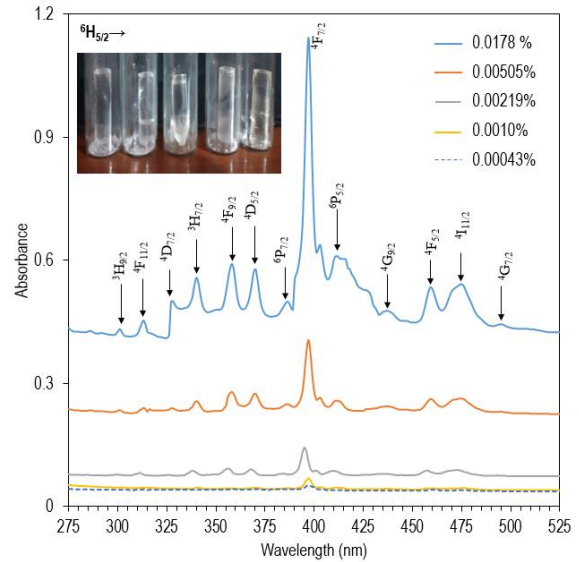 1.2
0.9
0.6
0.3
0
Absorbance
⁶H₅/₂→
⁴F₇/₂
0.0178 %
0.00505%
0.00219%
0.0010%
0.00043%
³H₉/₂
⁴F₁₁/₂
⁴D₇/₂
³H₇/₂
⁴F₉/₂
⁴D₅/₂
⁶P₇/₂
⁶P₅/₂
⁴G₉/₂
⁴F₅/₂
⁴I₁₁/₂
⁴G₇/₂
275 300 325 350 375 400 425 450 475 500 525
Wavelength (nm)